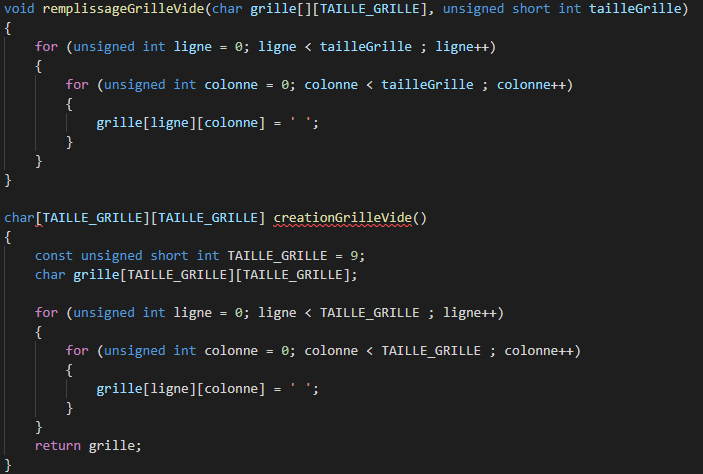 void remplissageGrilleVide(char grille[][TAILLE_GRILLE], unsigned short int tailleGrille)
{
    for (unsigned int ligne = 0; ligne < tailleGrille ; ligne++)
    {
        for (unsigned int colonne = 0; colonne < tailleGrille ; colonne++)
        {
            grille[ligne][colonne] = ' ';
        }
    }
}

char[TAILLE_GRILLE][TAILLE_GRILLE] creationGrilleVide()
{
    const unsigned short int TAILLE_GRILLE = 9;
    char grille[TAILLE_GRILLE][TAILLE_GRILLE];

    for (unsigned int ligne = 0; ligne < TAILLE_GRILLE ; ligne++)
    {
        for (unsigned int colonne = 0; colonne < TAILLE_GRILLE ; colonne++)
        {
            grille[ligne][colonne] = ' ';
        }
    }
    return grille;
}